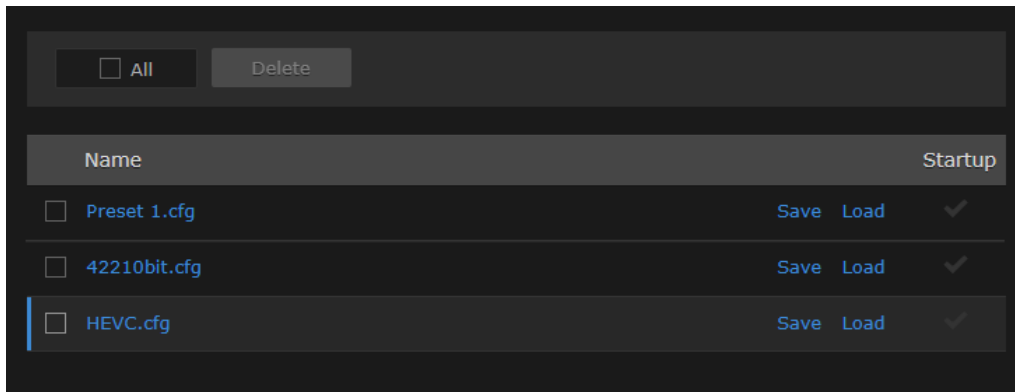 All Delete
Name Startup
Preset 1.cfg Save Load
42210bit.cfg Save Load
HEVC.cfg Save Load